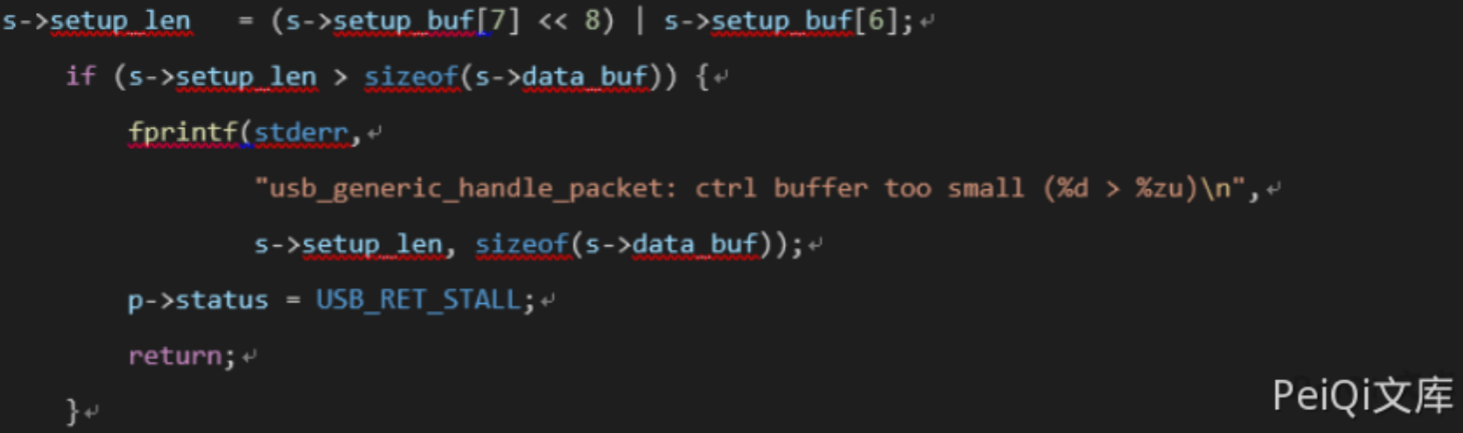 s->setup_len   = (s->setup_buf[7] << 8) | s->setup_buf[6];↵
    if (s->setup_len > sizeof(s->data_buf)) {↵
        fprintf(stderr,↵
                "usb_generic_handle_packet: ctrl buffer too small (%d > %zu)\n",↵
                s->setup_len, sizeof(s->data_buf));↵
        p->status = USB_RET_STALL;↵
        return;↵
    }↵
PeiQi文库